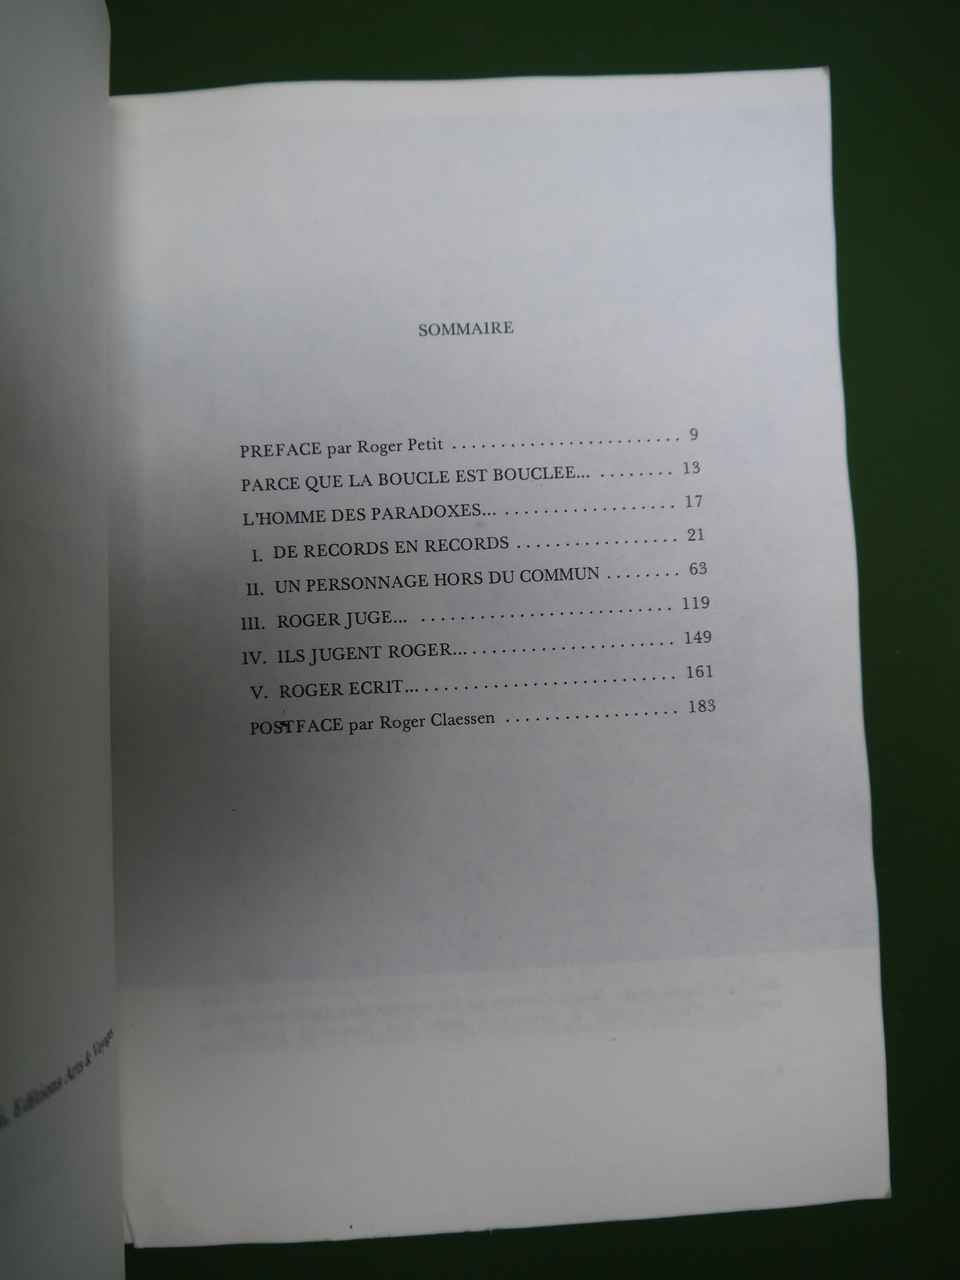 SOMMAIRE
PREFACE par Roger Petit ........................ 9
PARCE QUE LA BOUCLE EST BOUCLEE... ........ 13
L'HOMME DES PARADOXES... .................. 17
I. DE RECORDS EN RECORDS ................. 21
II. UN PERSONNAGE HORS DU COMMUN ........ 63
III. ROGER JUGE... .......................... 119
IV. ILS JUGENT ROGER... ..................... 149
V. ROGER ECRIT... .......................... 161
POSTFACE par Roger Claessen .................. 183
Editions Arts & Voyages